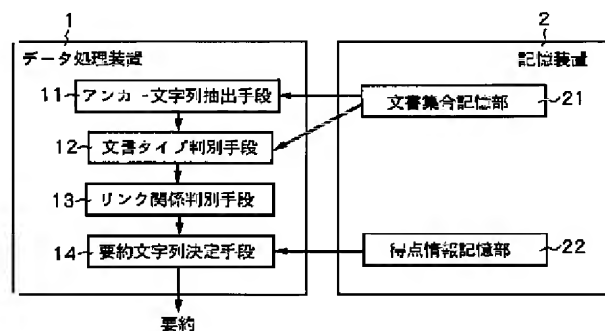 1
データ処理装置
11
アンカー文字列抽出手段
12
文書タイプ判別手段
13
リンク関係判別手段
14
要約文字列決定手段
要約
2
記憶装置
文書集合記憶部
21
得点情報記憶部
22